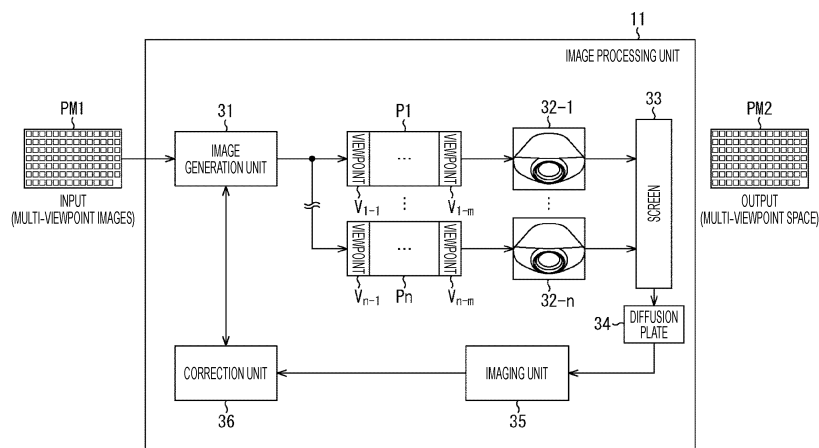 11
IMAGE PROCESSING UNIT
PM1
INPUT
(MULTI-VIEWPOINT IMAGES)
31
IMAGE
GENERATION UNIT
P1
VIEWPOINT
...
VIEWPOINT
V1-1
V1-m
32-1
33
SCREEN
PM2
OUTPUT
(MULTI-VIEWPOINT SPACE)
VIEWPOINT
...
VIEWPOINT
Vn-1
Pn
Vn-m
32-n
34
DIFFUSION
PLATE
CORRECTION UNIT
36
IMAGING UNIT
35